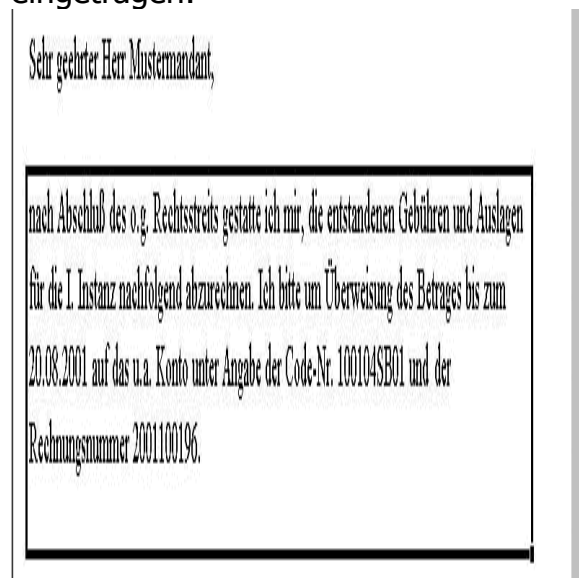 eingetragen.
Sehr geehrter Herr Mustermandant,
nach Abschluß des o.g. Rechtsstreits gestatte ich mir, die entstandenen Gebühren und Auslagen
für die I. Instanz nachfolgend abzurechnen. Ich bitte um Überweisung des Betrages bis zum
20.08.2001 auf das u.a. Konto unter Angabe der Code-Nr. 100104SB01 und der
Rechnungsnummer 2001100196.